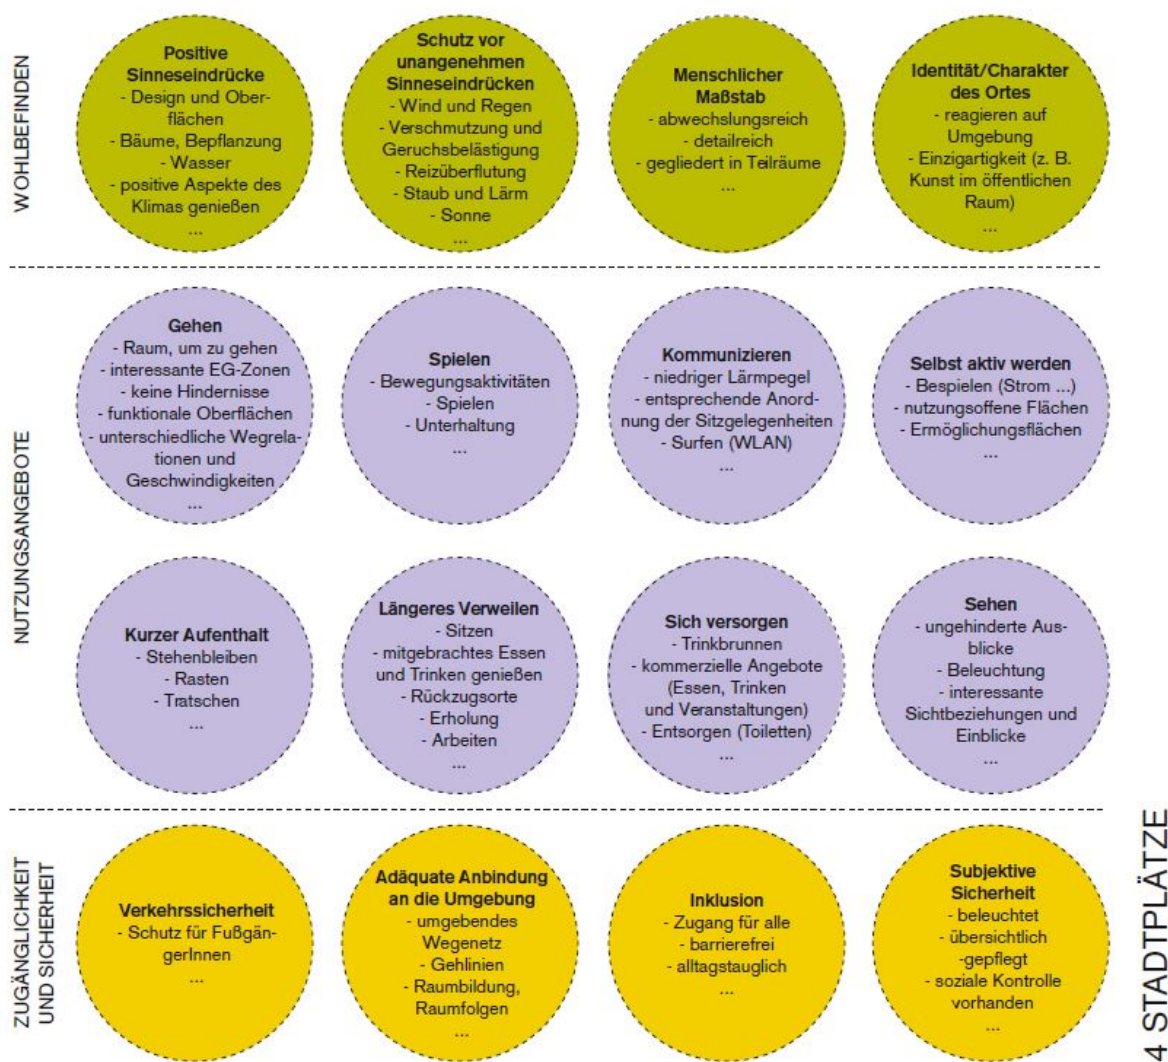 WOHLBEFINDEN
Positive
Sinneseindrücke
- Design und Ober-
flächen
- Bäume, Bepflanzung
- Wasser
- positive Aspekte des
Klimas genießen
...
Schutz vor
unangenehmen
Sinneseindrücken
- Wind und Regen
- Verschmutzung und
Geruchsbelästigung
- Reizüberflutung
- Staub und Lärm
- Sonne
...
Menschlicher
Maßstab
- abwechslungsreich
- detailreich
- gegliedert in Teilräume
...
Identität/Charakter
des Ortes
- reagieren auf
Umgebung
- Einzigartigkeit (z. B.
Kunst im öffentlichen
Raum)
...
NUTZUNGSANGEBOTE
Gehen
- Raum, um zu gehen
- interessante EG-Zonen
- keine Hindernisse
- funktionale Oberflächen
- unterschiedliche Wegrela-
tionen und
Geschwindigkeiten
...
Spielen
- Bewegungsaktivitäten
- Spielen
- Unterhaltung
...
Kommunizieren
- niedriger Lärmpegel
- entsprechende Anord-
nung der Sitzgelegenheiten
- Surfen (WLAN)
...
Selbst aktiv werden
- Bespielen (Strom ...)
- nutzungsoffene Flächen
- Ermöglichungsflächen
...
Kurzer Aufenthalt
- Stehenbleiben
- Rasten
- Tratschen
...
Längeres Verweilen
- Sitzen
- mitgebrachtes Essen
und Trinken genießen
- Rückzugsorte
- Erholung
- Arbeiten
...
Sich versorgen
- Trinkbrunnen
- kommerzielle Angebote
(Essen, Trinken
und Veranstaltungen)
- Entsorgen (Toiletten)
...
Sehen
- ungehinderte Aus-
blicke
- Beleuchtung
- interessante
Sichtbeziehungen und
Einblicke
...
ZUGÄNGLICHKEIT
UND SICHERHEIT
Verkehrssicherheit
- Schutz für Fußgän-
gerInnen
...
Adäquate Anbindung
an die Umgebung
- umgebendes
Wegenetz
- Gehlinien
- Raumbildung,
Raumfolgen
...
Inklusion
- Zugang für alle
- barrierefrei
- alltagstauglich
...
Subjektive
Sicherheit
- beleuchtet
- übersichtlich
-gepflegt
- soziale Kontrolle
vorhanden
...
4 STADTPLÄTZE